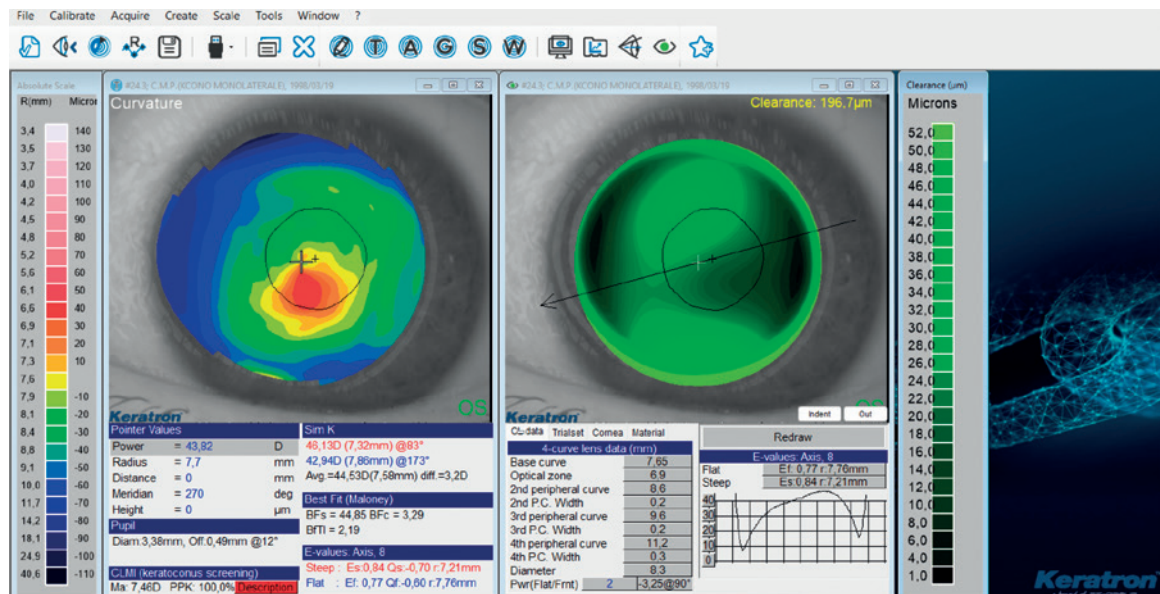 File Calibrate Acquire Create Scale Tools Window ?
Absolute Scale
R(mm) Micron
3,4 140
3,5 130
3,7 120
4,0 110
4,2 100
4,5 90
4,8 80
5,2 70
5,6 60
6,1 50
6,6 40
6,9 30
7,1 20
7,3 10
7,6
7,9 -10
8,1 -20
8,4 -30
8,8 -40
9,1 -50
10,0 -60
11,7 -70
14,2 -80
18,1 -90
24,9 -100
40,6 -110
#24.3; C.M.P.(XCONO MONOLATERALE), 1998/03/19
Curvature
OS
Keratron
Pointer Values
Power = 43,82 D
Radius = 7,7 mm
Distance = 0 mm
Meridian = 270 deg
Height = 0 µm
Pupil
Diam:3,38mm, Off:0,49mm @12°
CLMI (keratoconus screening)
Ma: 7,46D PPK: 100,0% Description
Sim K
46,13D (7,32mm) @83°
42,94D (7,86mm) @173°
Avg.=44,53D(7,58mm) diff.=3,2D
Best Fit (Maloney)
BFs = 44,85 BFc = 3,29
BfTI = 2,19
E-values: Axis, 8
Steep : Es:0,84 Qs:-0,70 r:7,21mm
Flat : Ef: 0,77 Qf:-0,60 r:7,76mm
#24.3; C.M.P.(XCONO MONOLATERALE), 1998/03/19
Clearance: 196,7µm
OS
Keratron
Indent Out
CL-data Trialset Cornea Material
4-curve lens data (mm)
Base curve 7,65
Optical zone 6,9
2nd peripheral curve 8,6
2nd P.C. Width 0,2
3rd peripheral curve 9,6
3rd P.C. Width 0,2
4th peripheral curve 11,2
4th P.C. Width 0,3
Diameter 8,3
Pwr(Flat/Frnt) 2 -3,25@90°
Redraw
E-values: Axis, 8
Flat Ef: 0,77 r:7,76mm
Steep Es:0,84 r:7,21mm
40
30
20
10
0
Clearance (µm)
Microns
52,0
50,0
48,0
46,0
44,0
42,0
40,0
38,0
36,0
34,0
32,0
30,0
28,0
26,0
24,0
22,0
20,0
18,0
16,0
14,0
12,0
10,0
8,0
6,0
4,0
1,0
Keratron